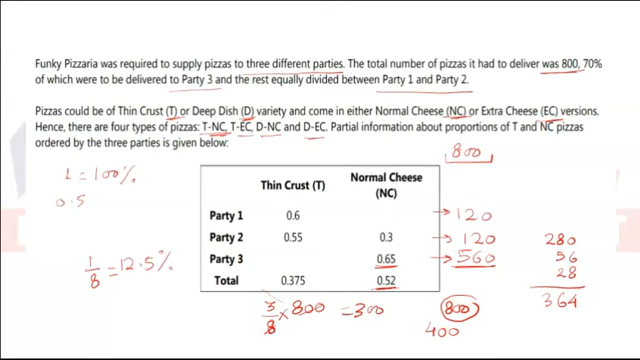 Funky Pizzaria was required to supply pizzas to three different parties. The total number of pizzas it had to deliver was 800, 70%
of which were to be delivered to Party 3 and the rest equally divided between Party 1 and Party 2.
Pizzas could be of Thin Crust (T) or Deep Dish (D) variety and come in either Normal Cheese (NC) or Extra Cheese (EC) versions.
Hence, there are four types of pizzas: T-NC, T-EC, D-NC and D-EC. Partial information about proportions of T and NC pizzas
ordered by the three parties is given below:
800
1 = 100%
0.5
1/8 = 12.5%
Thin Crust (T) Normal Cheese (NC)
Party 1 0.6 → 120
Party 2 0.55 0.3 → 120
Party 3 0.65 → 560
Total 0.375 0.52 800
3/8 × 800 = 300
400
280
56
28
364